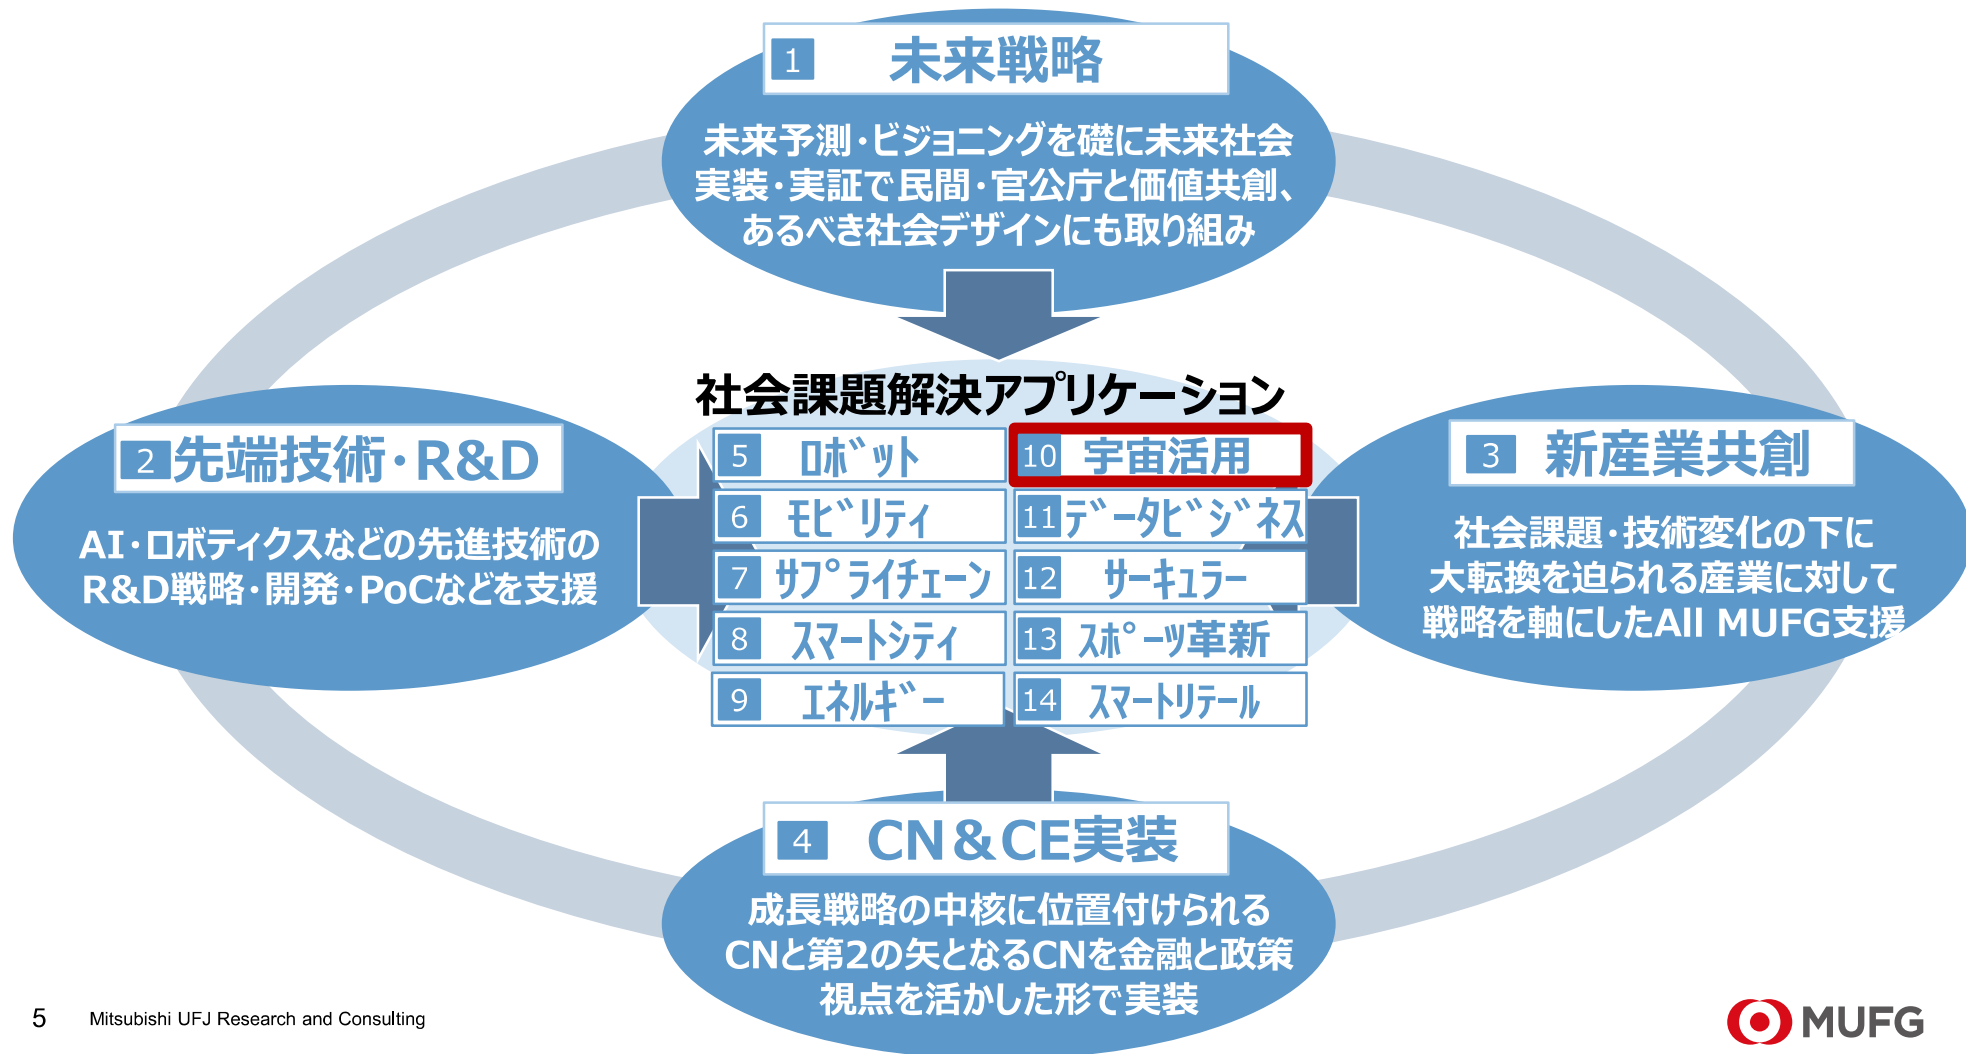 1 未来戦略
未来予測・ビジョニングを礎に未来社会
実装・実証で民間・官公庁と価値共創、
あるべき社会デザインにも取り組み
2 先端技術・R&D
AI・ロボティクスなどの先進技術の
R&D戦略・開発・PoCなどを支援
社会課題解決アプリケーション
5 ﾛﾎﾞｯﾄ
6 ﾓﾋﾞﾘﾃｨ
7 ｻﾌﾟﾗｲﾁｪｰﾝ
8 ｽﾏｰﾄｼﾃｨ
9 ｴﾈﾙｷﾞｰ
10 宇宙活用
11 ﾃﾞｰﾀﾋﾞｼﾞﾈｽ
12 ｻｰｷｭﾗｰ
13 ｽﾎﾟｰﾂ革新
14 ｽﾏｰﾄﾘﾃｰﾙ
3 新産業共創
社会課題・技術変化の下に
大転換を迫られる産業に対して
戦略を軸にしたAll MUFG支援
4 CN＆CE実装
成長戦略の中核に位置付けられる
CNと第2の矢となるCNを金融と政策
視点を活かした形で実装
5 Mitsubishi UFJ Research and Consulting
MUFG